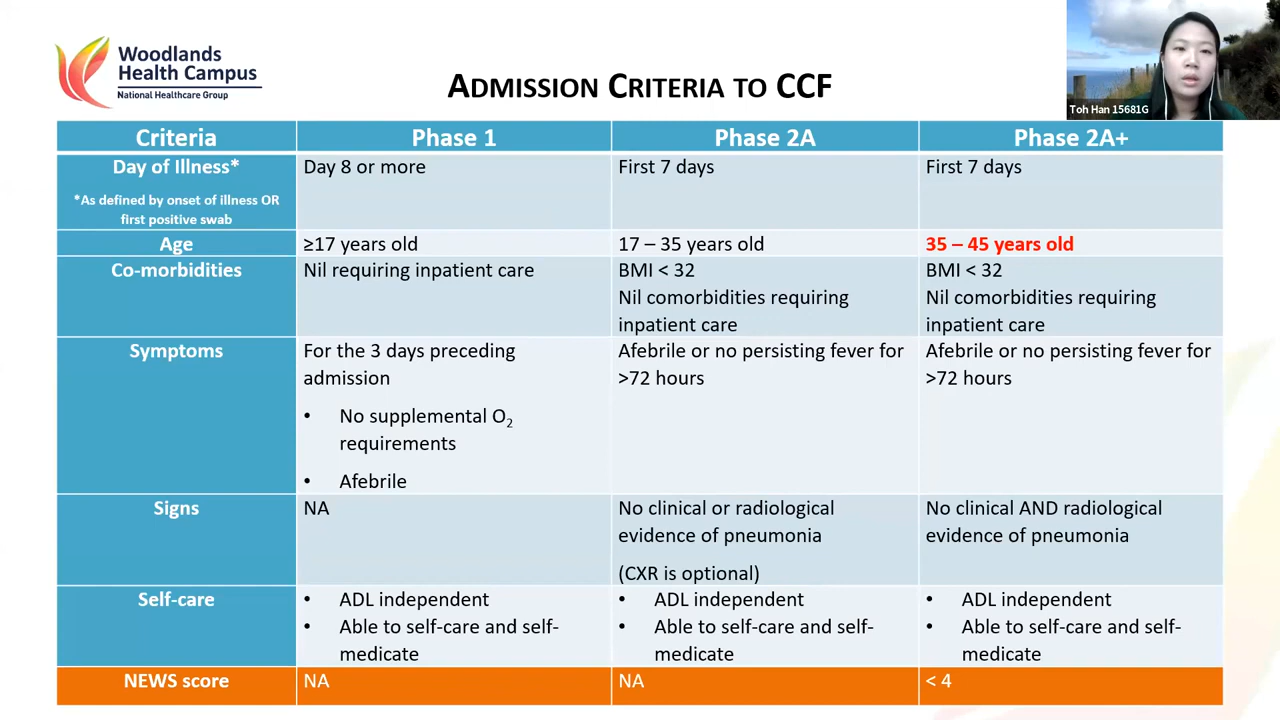 Woodlands
Health Campus
National Healthcare Group
ADMISSION CRITERIA TO CCF
Toh Han 15681G
Criteria
Phase 1
Phase 2A
Phase 2A+
Day of Illness*
*As defined by onset of illness OR
first positive swab
Day 8 or more
First 7 days
First 7 days
Age
≥17 years old
17 – 35 years old
35 – 45 years old
Co-morbidities
Nil requiring inpatient care
BMI < 32
Nil comorbidities requiring
inpatient care
BMI < 32
Nil comorbidities requiring
inpatient care
Symptoms
For the 3 days preceding
admission
• No supplemental O2
requirements
• Afebrile
Afebrile or no persisting fever for
>72 hours
Afebrile or no persisting fever for
>72 hours
Signs
NA
No clinical or radiological
evidence of pneumonia
(CXR is optional)
No clinical AND radiological
evidence of pneumonia
Self-care
• ADL independent
• Able to self-care and self-
medicate
• ADL independent
• Able to self-care and self-
medicate
• ADL independent
• Able to self-care and self-
medicate
NEWS score
NA
NA
< 4